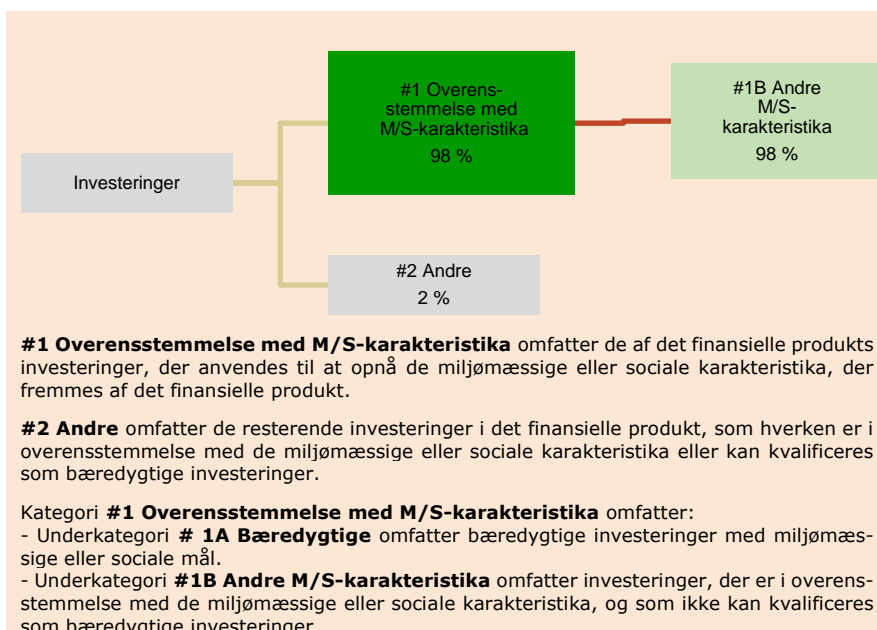 #1 Overens-
stemmelse med
M/S-karakteristika
98 %
#1B Andre
M/S-
karakteristika
98 %
Investeringer
#2 Andre
2 %
#1 Overensstemmelse med M/S-karakteristika omfatter de af det finansielle produkts
investeringer, der anvendes til at opnå de miljømæssige eller sociale karakteristika, der
fremmes af det finansielle produkt.
#2 Andre omfatter de resterende investeringer i det finansielle produkt, som hverken er i
overensstemmelse med de miljømæssige eller sociale karakteristika eller kan kvalificeres
som bæredygtige investeringer.
Kategori #1 Overensstemmelse med M/S-karakteristika omfatter:
- Underkategori # 1A Bæredygtige omfatter bæredygtige investeringer med miljømæs-
sige eller sociale mål.
- Underkategori #1B Andre M/S-karakteristika omfatter investeringer, der er i overens-
stemmelse med de miljømæssige eller sociale karakteristika, og som ikke kan kvalificeres
som bæredygtige investeringer.